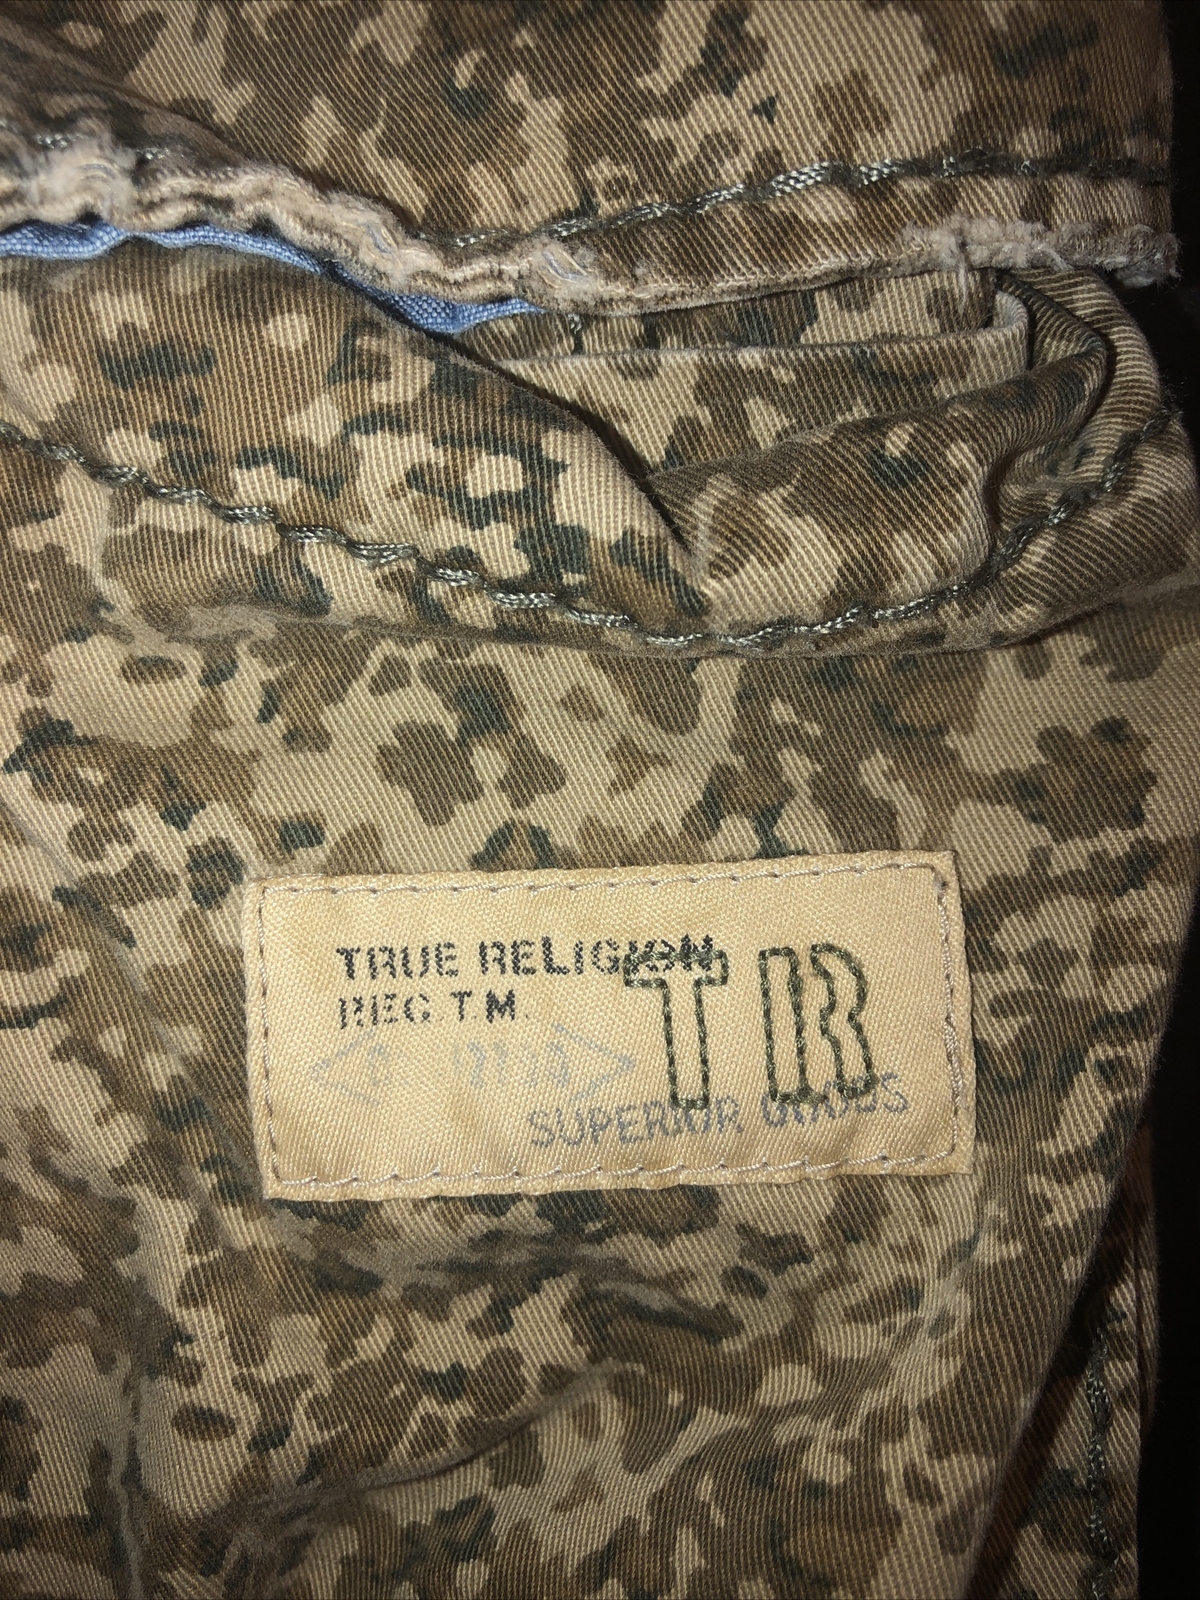 TRUE RELIGION
REG. T.M.
TR
SUPERIOR GOODS